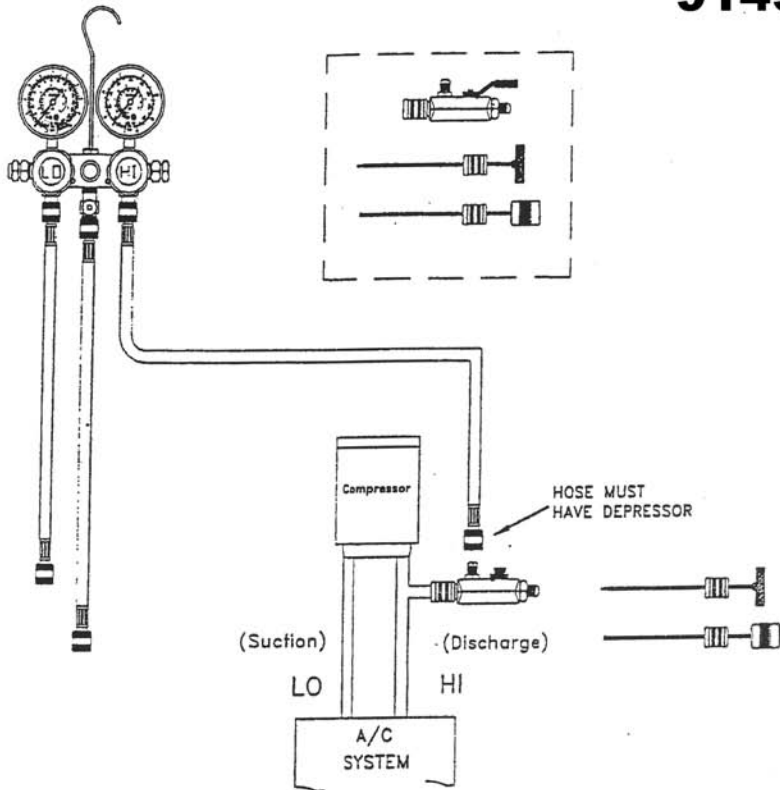 LO
HI
Compressor
HOSE MUST
HAVE DEPRESSOR
(Suction)
(Discharge)
LO
HI
A/C
SYSTEM